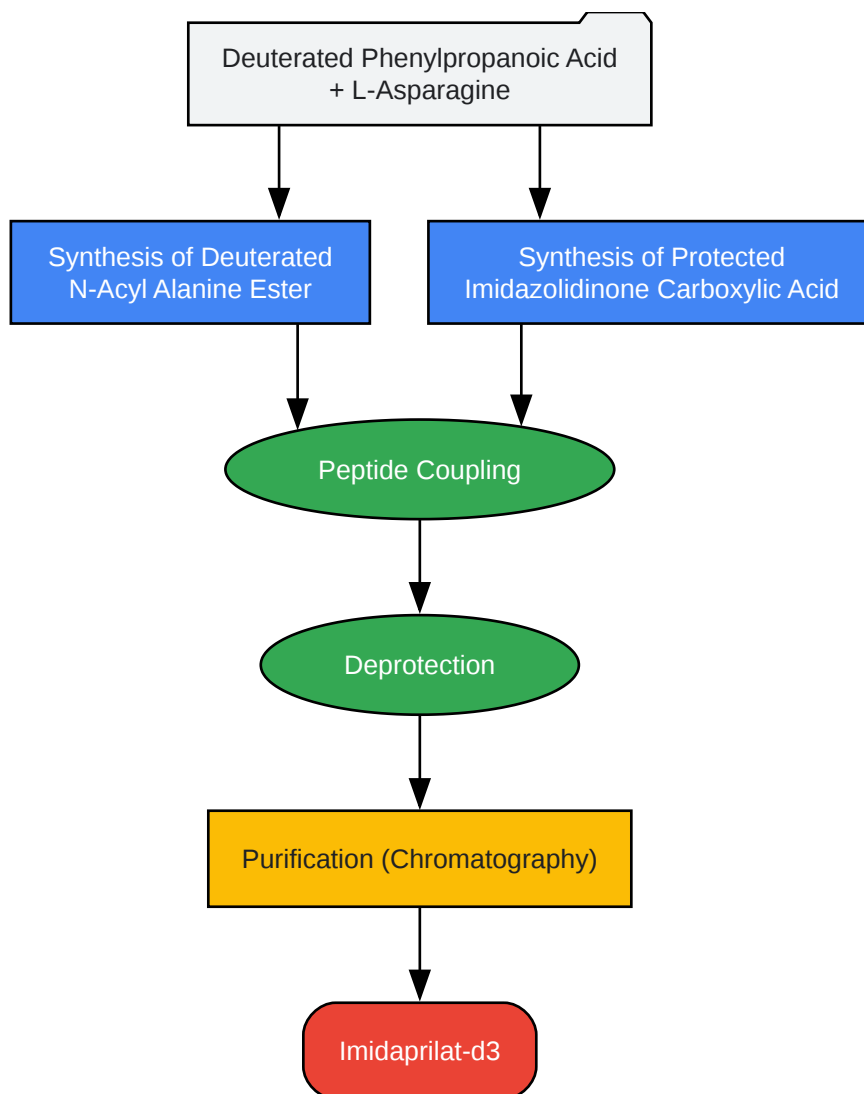 Deuterated Phenylpropanoic Acid
+ L-Asparagine
Synthesis of Deuterated
N-Acyl Alanine Ester
Synthesis of Protected
Imidazolidinone Carboxylic Acid
Peptide Coupling
Deprotection
Purification (Chromatography)
Imidaprilat-d3